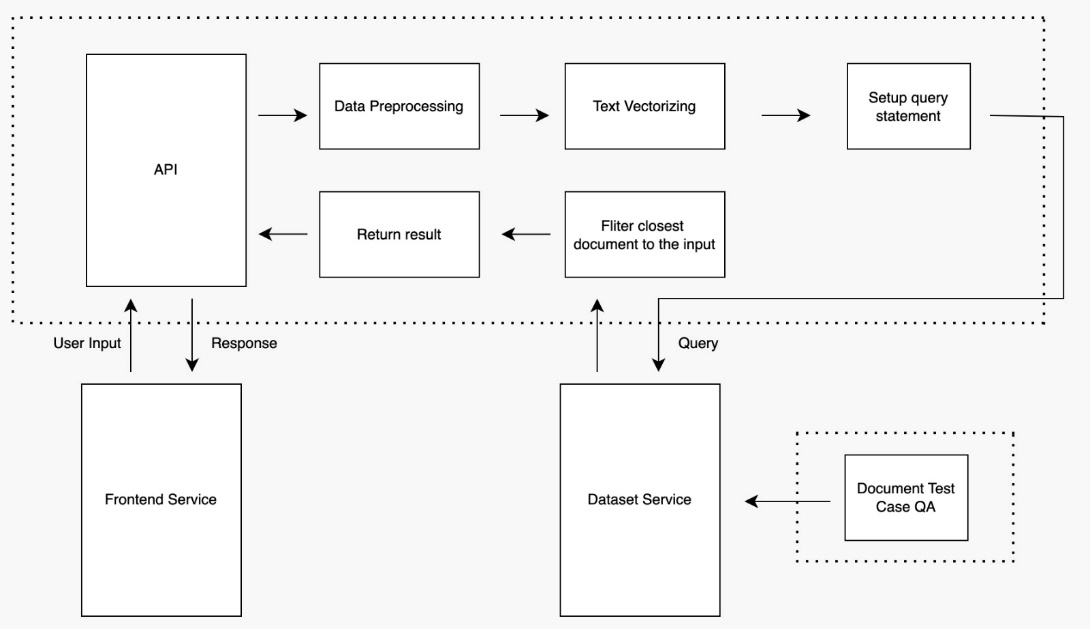 API
Data Preprocessing
Text Vectorizing
Setup query
statement
Return result
Fliter closest
document to the input
User Input
Response
Query
Frontend Service
Dataset Service
Document Test
Case QA